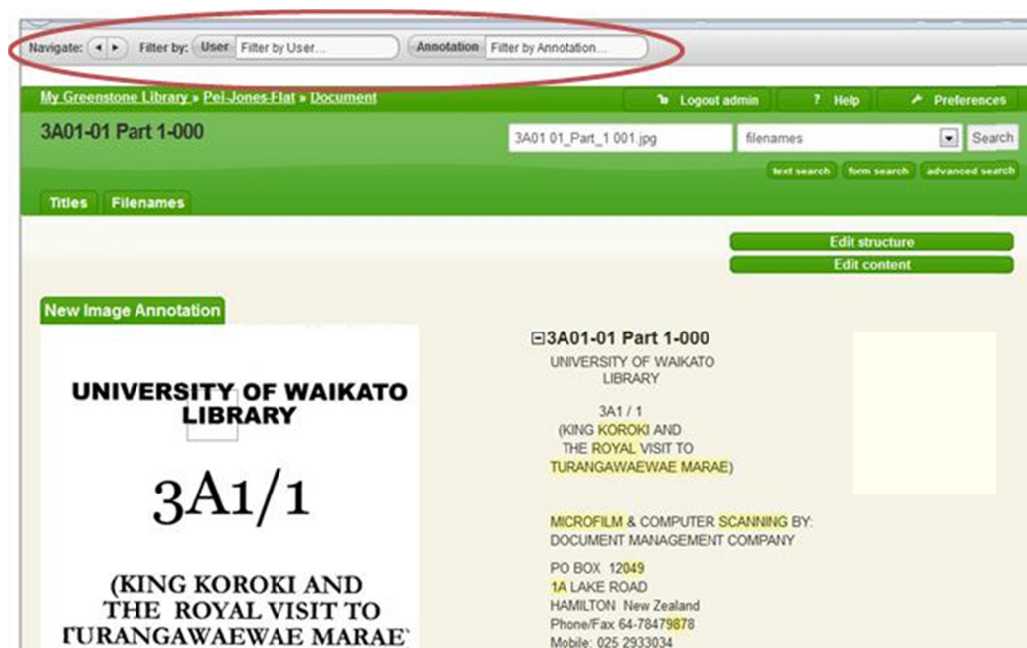 Navigate: Filter by: User Filter by User... Annotation Filter by Annotation...
My Greenstone Library » Pei-Jones-Flat » Document
Logout admin ? Help Preferences
3A01-01 Part 1-000
3A01 01_Part_1 001.jpg filenames Search
text search form search advanced search
Titles Filenames
Edit structure
Edit content
New Image Annotation
UNIVERSITY OF WAIKATO
LIBRARY
3A1/1
(KING KOROKI AND
THE ROYAL VISIT TO
TURANGAWAEWAE MARAE
3A01-01 Part 1-000
UNIVERSITY OF WAIKATO
LIBRARY
3A1 / 1
(KING KOROKI AND
THE ROYAL VISIT TO
TURANGAWAEWAE MARAE)
MICROFILM & COMPUTER SCANNING BY:
DOCUMENT MANAGEMENT COMPANY
PO BOX 12049
1A LAKE ROAD
HAMILTON New Zealand
Phone/Fax 64-78479878
Mobile: 025 2933034